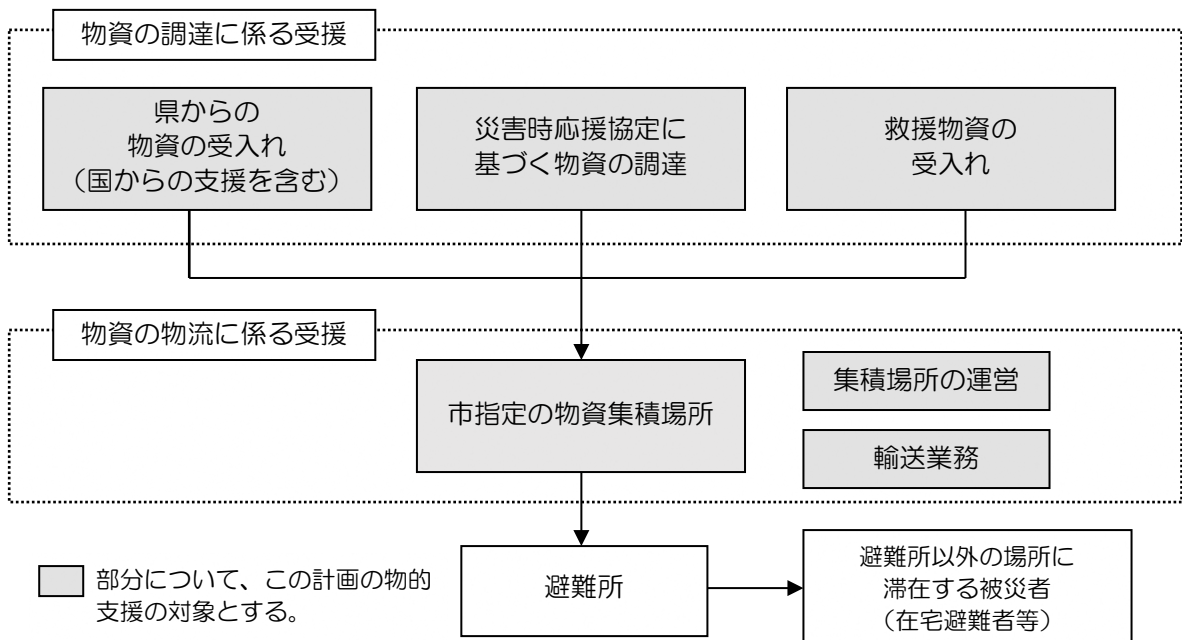 物資の調達に係る受援
県からの
物資の受入れ
（国からの支援を含む）
災害時応援協定に
基づく物資の調達
救援物資の
受入れ
物資の物流に係る受援
市指定の物資集積場所
集積場所の運営
輸送業務
部分について、この計画の物的
支援の対象とする。
避難所
避難所以外の場所に
滞在する被災者
（在宅避難者等）